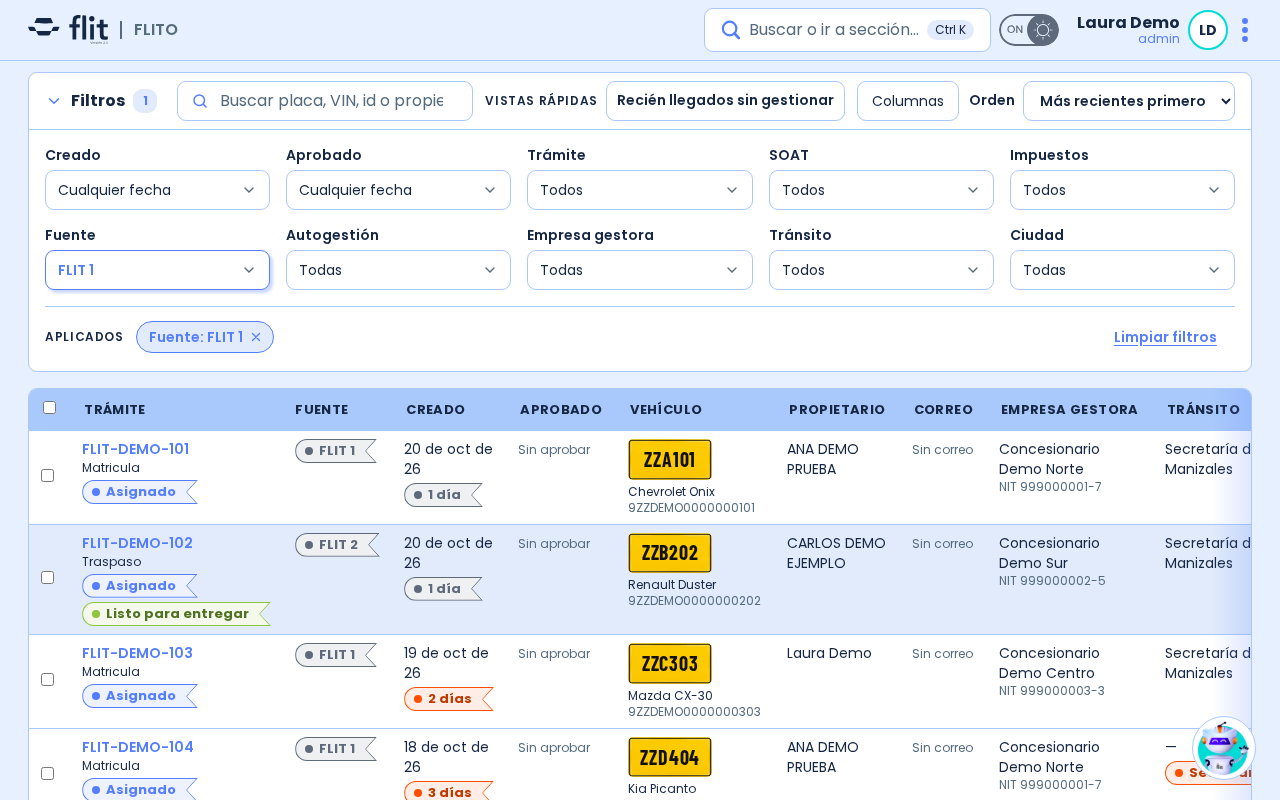 flit | FLITO
Buscar o ir a sección... Ctrl K
ON
Laura Demo
admin
LD
Filtros 1
Buscar placa, VIN, id o propie
VISTAS RÁPIDAS
Recién llegados sin gestionar
Columnas
Orden
Más recientes primero
Creado Aprobado Trámite SOAT Impuestos
Cualquier fecha Cualquier fecha Todos Todos Todos
Fuente Autogestión Empresa gestora Tránsito Ciudad
FLIT 1 Todas Todas Todos Todas
APLICADOS Fuente: FLIT 1 × Limpiar filtros
TRÁMITE FUENTE CREADO APROBADO VEHÍCULO PROPIETARIO CORREO EMPRESA GESTORA TRÁNSITO
FLIT-DEMO-101
Matricula
Asignado
FLIT 1
20 de oct de
26
1 día
Sin aprobar
ZZA101
Chevrolet Onix
9ZZDEMO0000000101
ANA DEMO
PRUEBA
Sin correo
Concesionario
Demo Norte
NIT 999000001-7
Secretaría d
Manizales
FLIT-DEMO-102
Traspaso
Asignado
Listo para entregar
FLIT 2
20 de oct de
26
1 día
Sin aprobar
ZZB202
Renault Duster
9ZZDEMO0000000202
CARLOS DEMO
EJEMPLO
Sin correo
Concesionario
Demo Sur
NIT 999000002-5
Secretaría d
Manizales
FLIT-DEMO-103
Matricula
Asignado
FLIT 1
19 de oct de
26
2 días
Sin aprobar
ZZC303
Mazda CX-30
9ZZDEMO0000000303
Laura Demo
Sin correo
Concesionario
Demo Centro
NIT 999000003-3
Secretaría d
Manizales
FLIT-DEMO-104
Matricula
Asignado
FLIT 1
18 de oct de
26
3 días
Sin aprobar
ZZD404
Kia Picanto
ANA DEMO
PRUEBA
Sin correo
Concesionario
Demo Norte
NIT 999000001-7
—